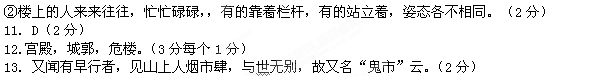 ②楼上的人来来往往，忙忙碌碌，，有的靠着栏杆，有的站立着，姿态各不相同。（2 分）
11. D（2 分）
12.宫殿，城郭，危楼。（3 分每个 1 分）
13. 又闻有早行者，见山上人烟市肆，与世无别，故又名“鬼市”云。（2 分）